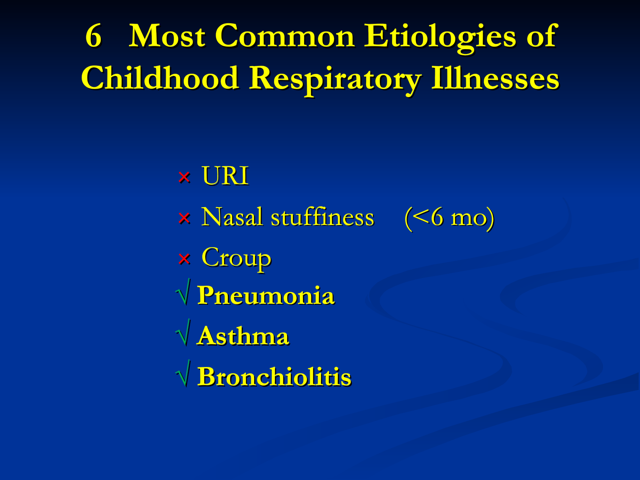 6 Most Common Etiologies of
Childhood Respiratory Illnesses
× URI
× Nasal stuffiness (<6 mo)
× Croup
√ Pneumonia
√ Asthma
√ Bronchiolitis